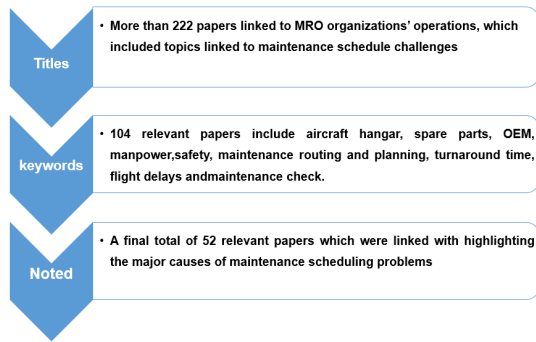 Titles
• More than 222 papers linked to MRO organizations' operations, which
included topics linked to maintenance schedule challenges
keywords
• 104 relevant papers include aircraft hangar, spare parts, OEM,
manpower,safety, maintenance routing and planning, turnaround time,
flight delays andmaintenance check.
Noted
• A final total of 52 relevant papers which were linked with highlighting
the major causes of maintenance scheduling problems